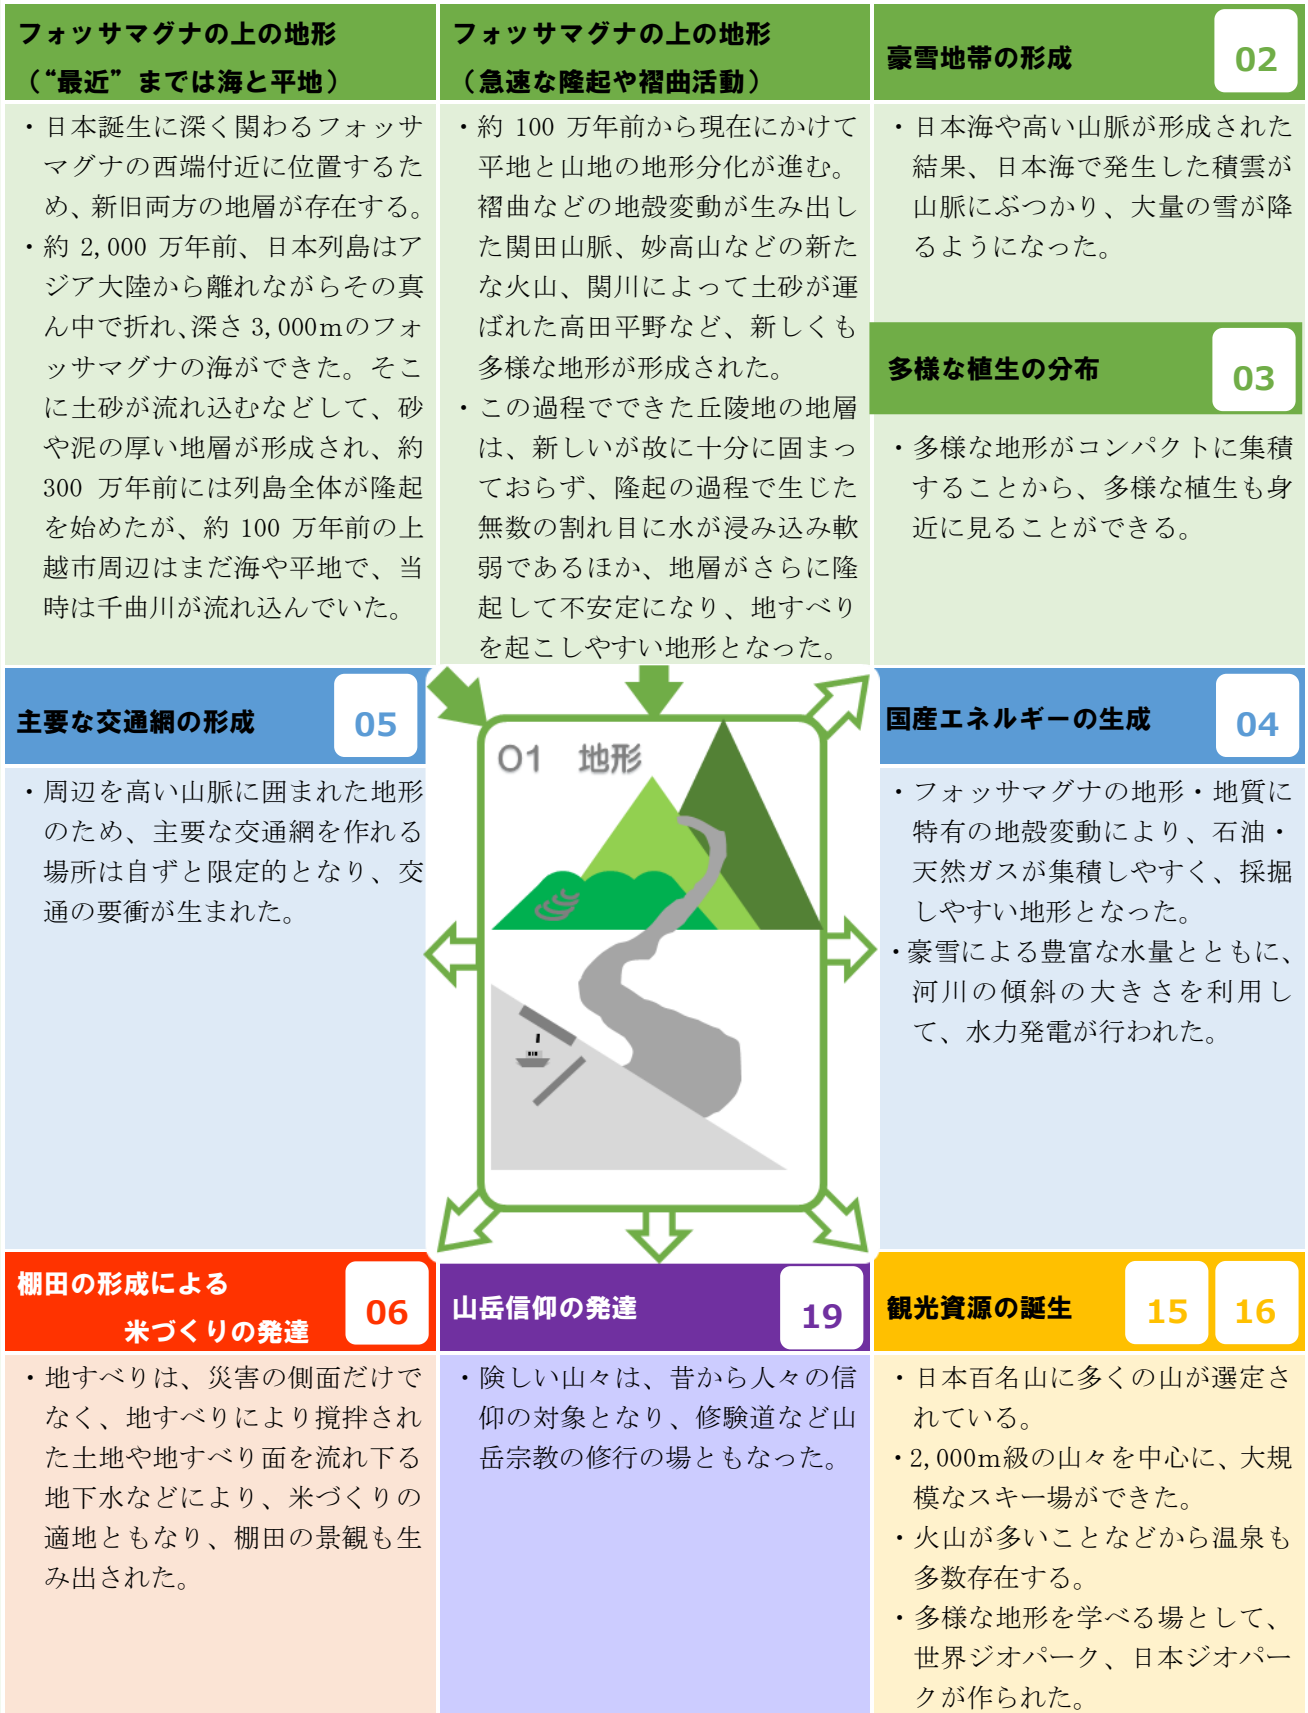 フォッサマグナの上の地形
（“最近”までは海と平地）
・日本誕生に深く関わるフォッサ
マグナの西端付近に位置するた
め、新旧両方の地層が存在する。
・約 2,000 万年前、日本列島はア
ジア大陸から離れながらその真
ん中で折れ、深さ 3,000mのフォ
ッサマグナの海ができた。そこ
に土砂が流れ込むなどして、砂
や泥の厚い地層が形成され、約
300 万年前には列島全体が隆起
を始めたが、約 100 万年前の上
越市周辺はまだ海や平地で、当
時は千曲川が流れ込んでいた。
フォッサマグナの上の地形
（急速な隆起や褶曲活動）
・約 100 万年前から現在にかけて
平地と山地の地形分化が進む。
褶曲などの地殻変動が生み出し
た関田山脈、妙高山などの新た
な火山、関川によって土砂が運
ばれた高田平野など、新しくも
多様な地形が形成された。
・この過程でできた丘陵地の地層
は、新しいが故に十分に固まっ
ておらず、隆起の過程で生じた
無数の割れ目に水が浸み込み軟
弱であるほか、地層がさらに隆
起して不安定になり、地すべり
を起こしやすい地形となった。
豪雪地帯の形成 02
・日本海や高い山脈が形成された
結果、日本海で発生した積雲が
山脈にぶつかり、大量の雪が降
るようになった。
多様な植生の分布 03
・多様な地形がコンパクトに集積
することから、多様な植生も身
近に見ることができる。
主要な交通網の形成 05
・周辺を高い山脈に囲まれた地形
のため、主要な交通網を作れる
場所は自ずと限定的となり、交
通の要衝が生まれた。
01 地形
国産エネルギーの生成 04
・フォッサマグナの地形・地質に
特有の地殻変動により、石油・
天然ガスが集積しやすく、採掘
しやすい地形となった。
・豪雪による豊富な水量とともに、
河川の傾斜の大きさを利用し
て、水力発電が行われた。
棚田の形成による
米づくりの発達 06
・地すべりは、災害の側面だけで
なく、地すべりにより撹拌され
た土地や地すべり面を流れ下る
地下水などにより、米づくりの
適地ともなり、棚田の景観も生
み出された。
山岳信仰の発達 19
・険しい山々は、昔から人々の信
仰の対象となり、修験道など山
岳宗教の修行の場ともなった。
観光資源の誕生 15 16
・日本百名山に多くの山が選定さ
れている。
・2,000m級の山々を中心に、大規
模なスキー場ができた。
・火山が多いことなどから温泉も
多数存在する。
・多様な地形を学べる場として、
世界ジオパーク、日本ジオパー
クが作られた。